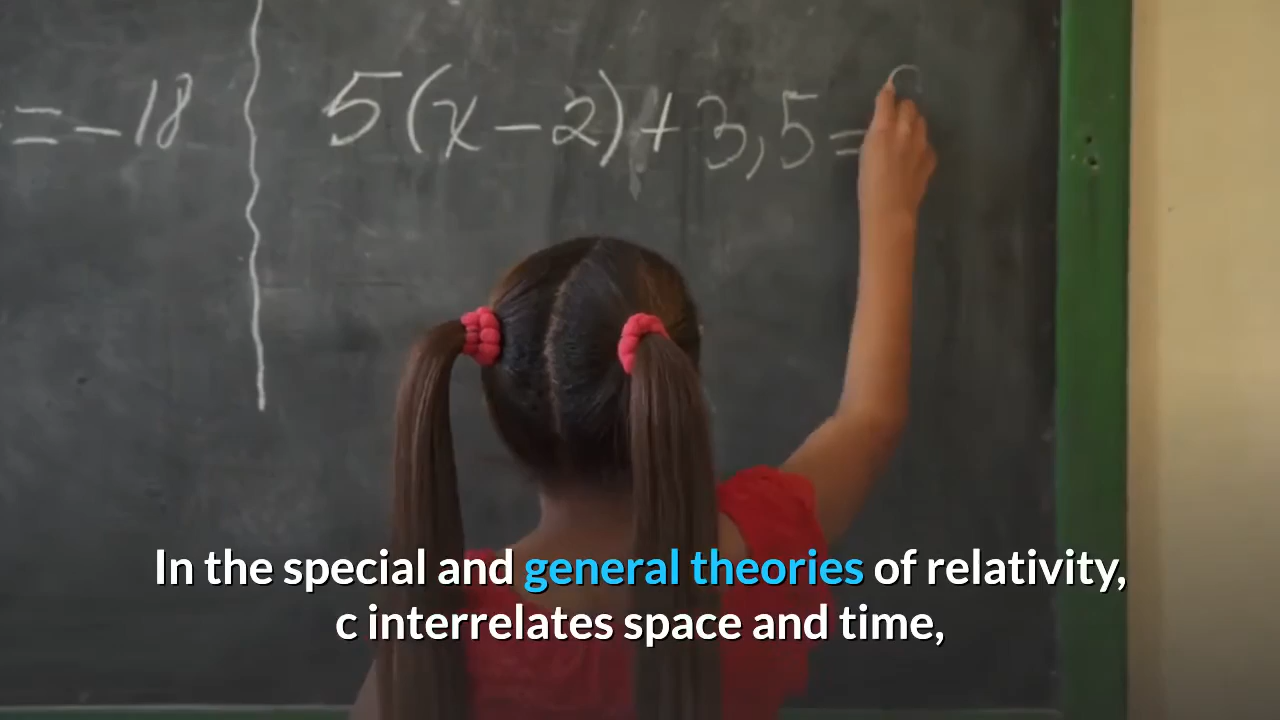 =-18
5(x-2)+3,5=
In the special and general theories of relativity,
c interrelates space and time,